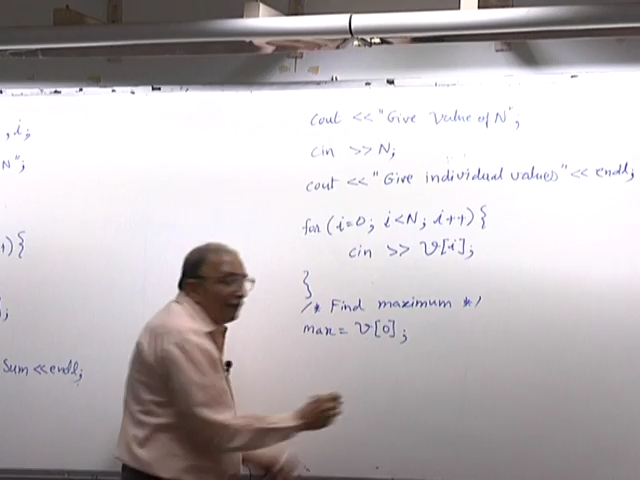 , i;
N";
+) {
);
Sum << endl;
cout << "Give Value of N";
cin >> N;
cout << "Give individual values" << endl;
for (i=0; i<N; i++) {
cin >> V[i];
}
/* Find maximum */
max = V[0];